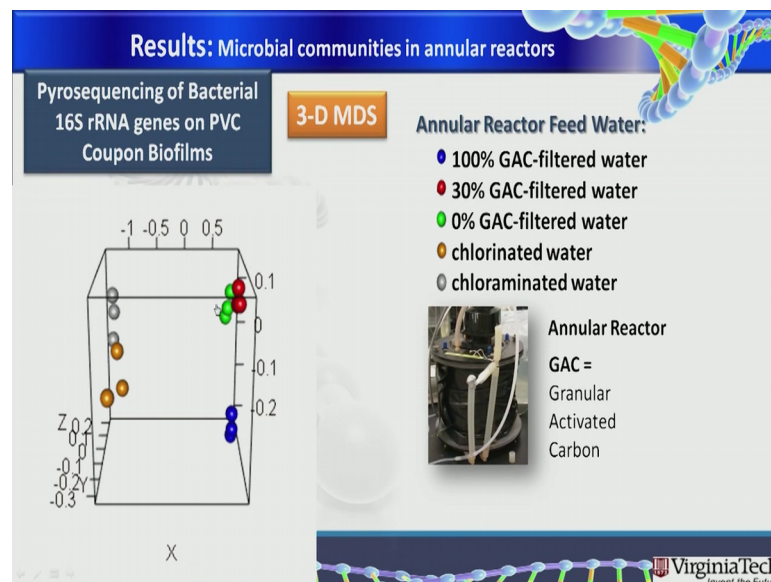 Results: Microbial communities in annular reactors
Pyrosequencing of Bacterial
16S rRNA genes on PVC
Coupon Biofilms
3-D MDS
Annular Reactor Feed Water:
100% GAC-filtered water
30% GAC-filtered water
0% GAC-filtered water
chlorinated water
chloraminated water
-1 -0.5 0 0.5
0.1
0
-0.1
-0.2
Z 0.2
0.1
0
-0.1
-0.2 Y
-0.3
X
Annular Reactor
GAC =
Granular
Activated
Carbon
VirginiaTech
Invent the Future